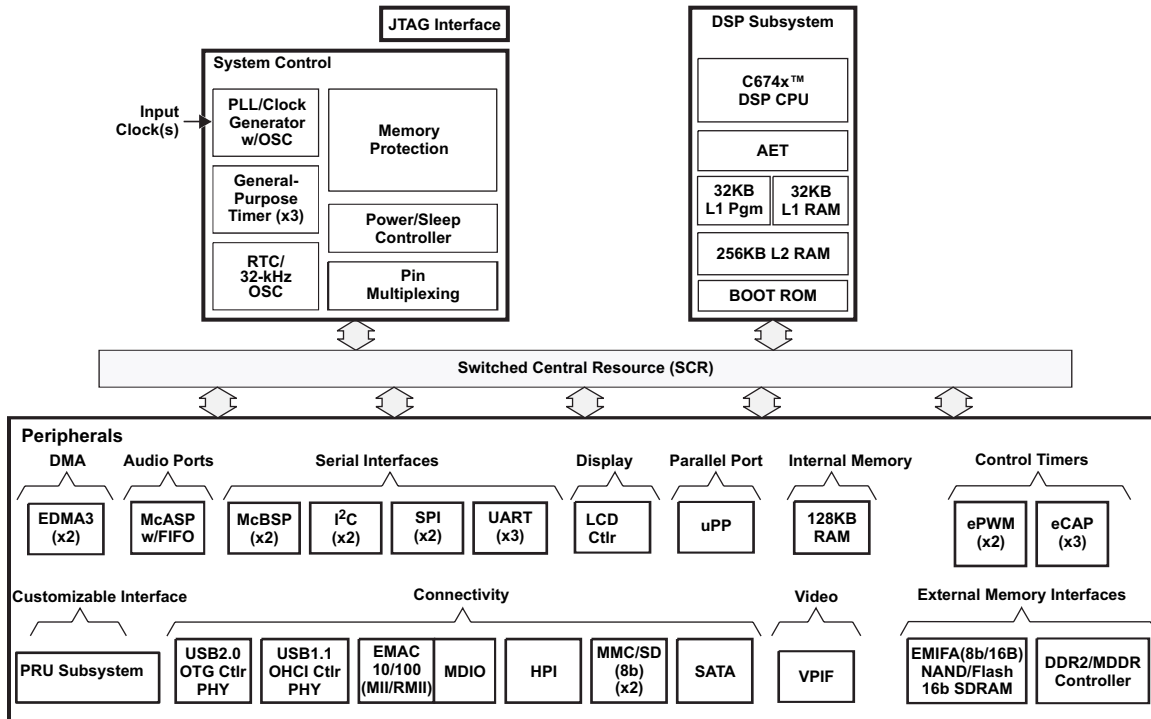 JTAG Interface
System Control
Input
Clock(s)
PLL/Clock
Generator
w/OSC
General-
Purpose
Timer (x3)
RTC/
32-kHz
OSC
Memory
Protection
Power/Sleep
Controller
Pin
Multiplexing
DSP Subsystem
C674x™
DSP CPU
AET
32KB
L1 Pgm
32KB
L1 RAM
256KB L2 RAM
BOOT ROM
Switched Central Resource (SCR)
Peripherals
DMA
EDMA3
(x2)
Audio Ports
McASP
w/FIFO
Serial Interfaces
McBSP
(x2)
I²C
(x2)
SPI
(x2)
UART
(x3)
Display
LCD
Ctlr
Parallel Port
uPP
Internal Memory
128KB
RAM
Control Timers
ePWM
(x2)
eCAP
(x3)
Customizable Interface
PRU Subsystem
Connectivity
USB2.0
OTG Ctlr
PHY
USB1.1
OHCI Ctlr
PHY
EMAC
10/100
(MII/RMII)
MDIO
HPI
MMC/SD
(8b)
(x2)
SATA
Video
VPIF
External Memory Interfaces
EMIFA(8b/16B)
NAND/Flash
16b SDRAM
DDR2/MDDR
Controller